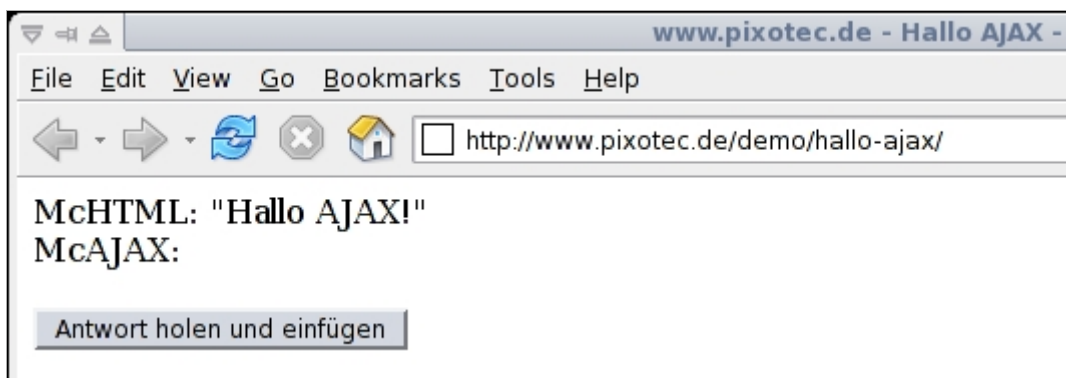 www.pixotec.de - Hallo AJAX -
File Edit View Go Bookmarks Tools Help
http://www.pixotec.de/demo/hallo-ajax/
McHTML: "Hallo AJAX!"
McAJAX:
Antwort holen und einfügen